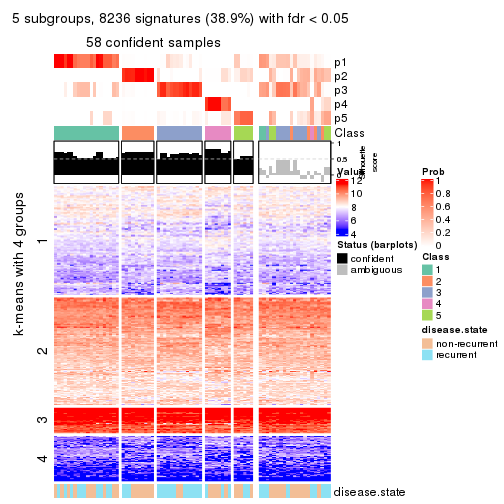 5 subgroups, 8236 signatures (38.9%) with fdr < 0.05
58 confident samples
p1
p2
p3
p4
p5
Class
1
0.5
0
silhouette
score
k-means with 4 groups
1
2
3
4
disease.state
Value
12
10
8
6
4
Status (barplots)
confident
ambiguous
Prob
1
0.8
0.6
0.4
0.2
0
Class
1
2
3
4
5
disease.state
non-recurrent
recurrent